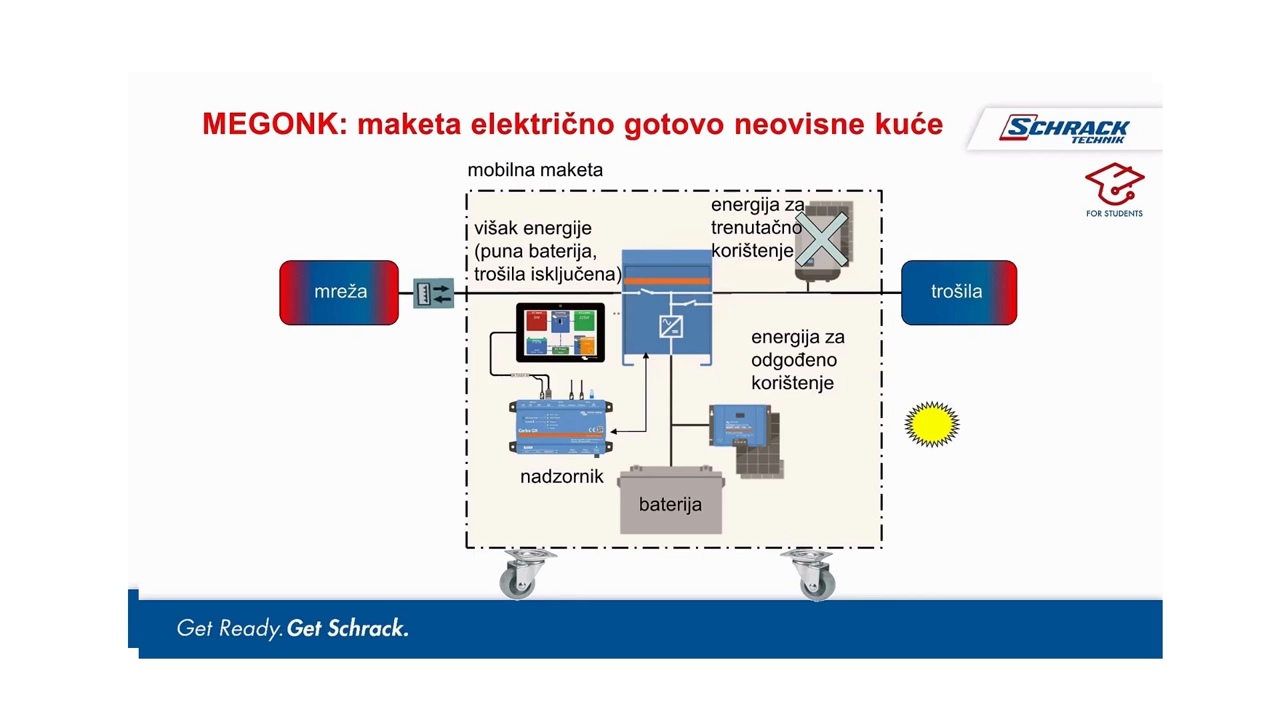 MEGONK: maketa električno gotovo neovisne kuće
SCHRACK
TECHNIK
FOR STUDENTS
mobilna maketa
energija za
trenutačno
korištenje
višak energije
(puna baterija,
trošila isključena)
mreža
trošila
energija za
odgođeno
korištenje
nadzornik
baterija
Get Ready. Get Schrack.